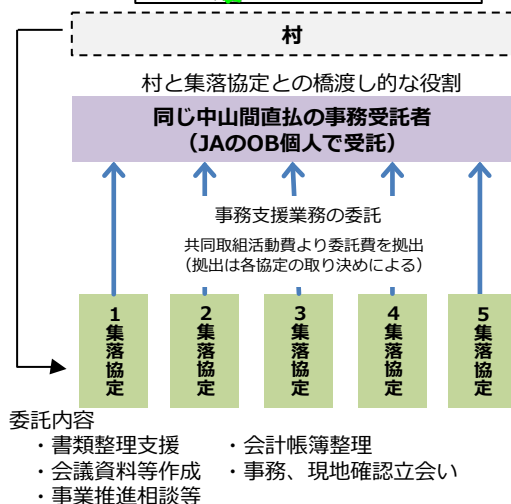 村
村と集落協定との橋渡し的な役割
同じ中山間直払の事務受託者
（JAのOB個人で受託）
事務支援業務の委託
共同取組活動費より委託費を拠出
（拠出は各協定の取り決めによる）
1集落協定
2集落協定
3集落協定
4集落協定
5集落協定
委託内容
・書類整理支援　・会計帳簿整理
・会議資料等作成　・事務、現地確認立会い
・事業推進相談等